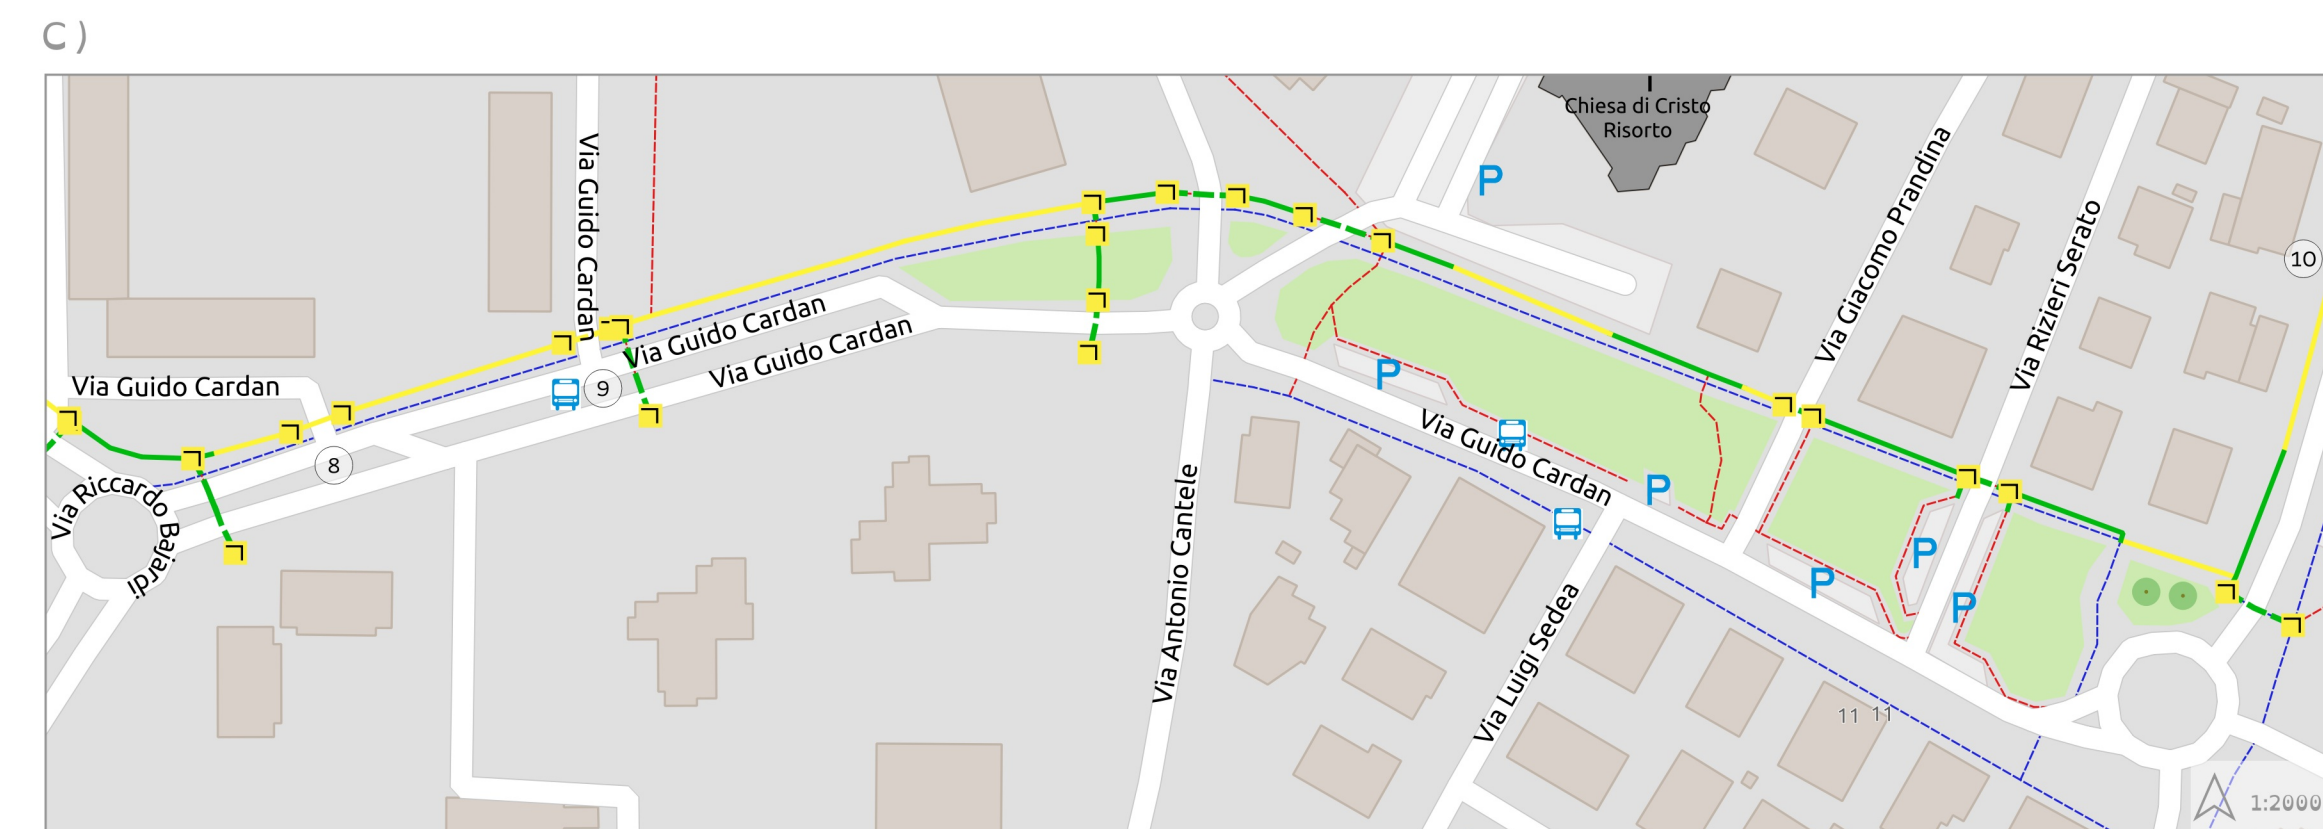 C)
Chiesa di Cristo
Risorto
P
Via Guido Cardan
Via Giacomo Prandina
Via Rizieri Serato
10
Via Guido Cardan
Via Guido Cardan
Via Guido Cardan
9
P
8
Via Riccardo Bajardi
Via Guido Cardan
P
Via Antonio Cantele
P
P
P
Via Luigi Sedea
11 11
1:2000